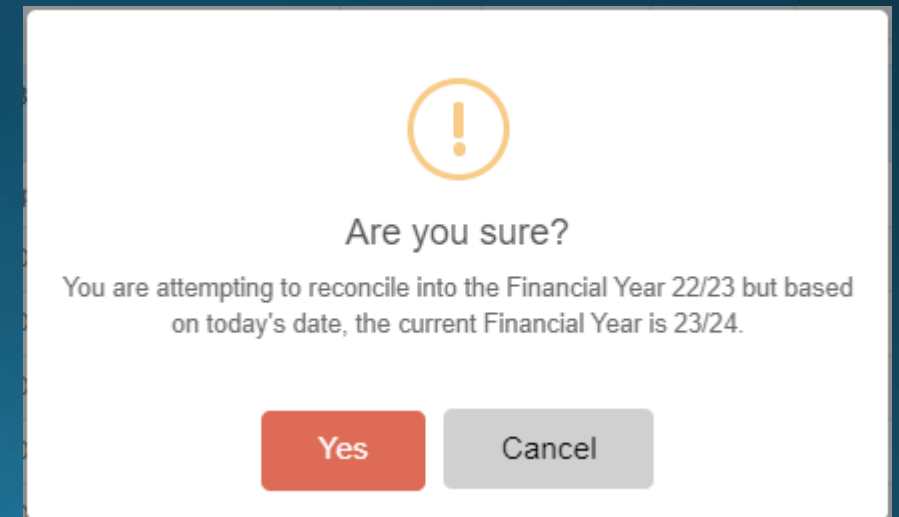 Are you sure?
You are attempting to reconcile into the Financial Year 22/23 but based
on today's date, the current Financial Year is 23/24.
Yes
Cancel